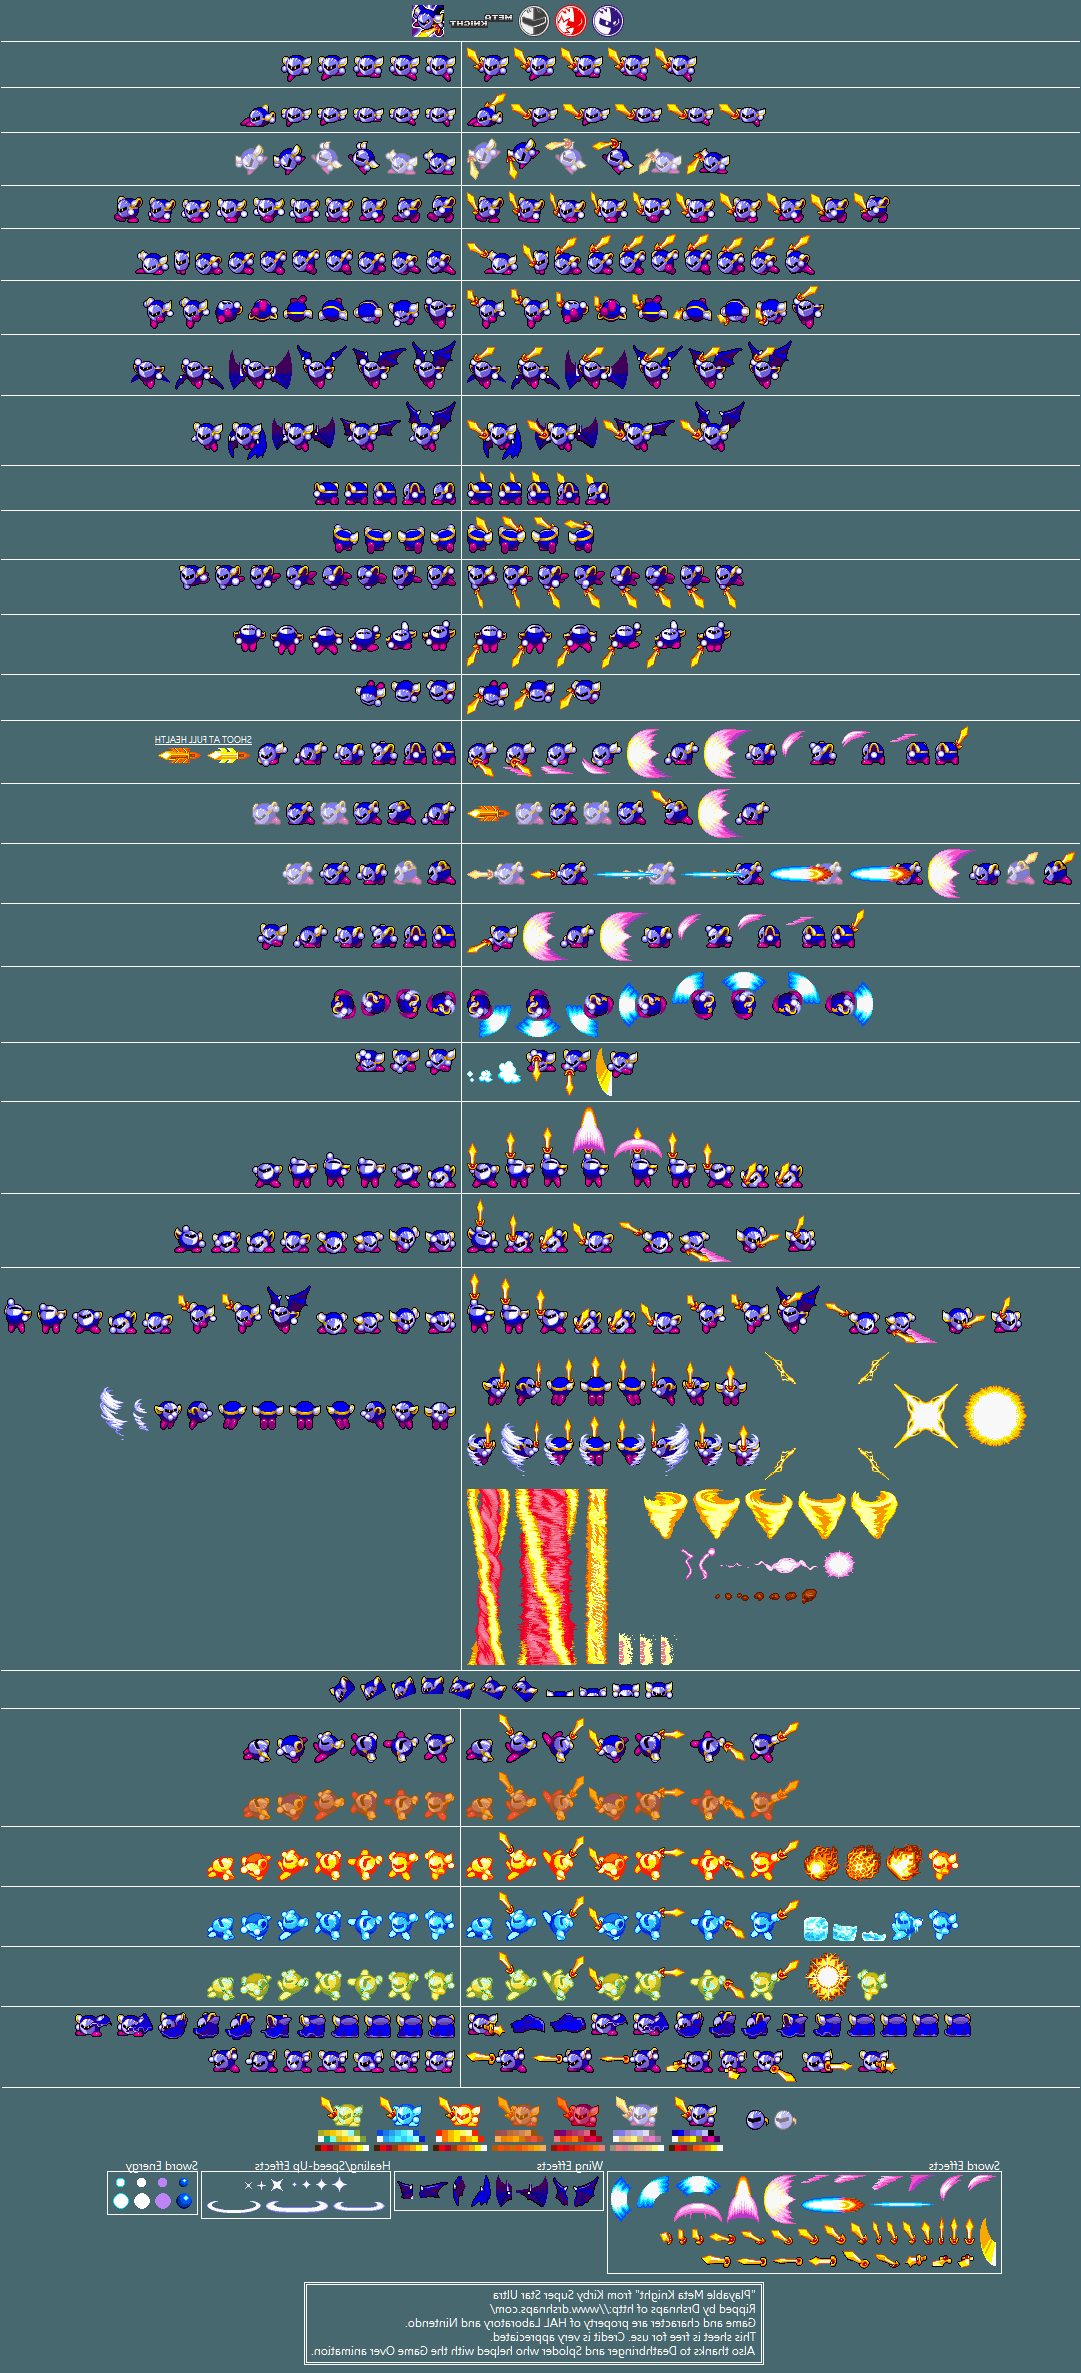 META
KNIGHT
SHOOT AT FULL HEALTH
Sword Energy
Healing/Speed-Up Effects
Wing Effects
Sword Effects
"Playable Meta Knight" from Kirby Super Star Ultra
Ripped by Drshnaps of http://www.drshnaps.com/
Game and character are property of HAL Laboratory and Nintendo.
This sheet is free for use. Credit is very appreciated.
Also thanks to Deathbringer and Sploder who helped with the Game Over animation.